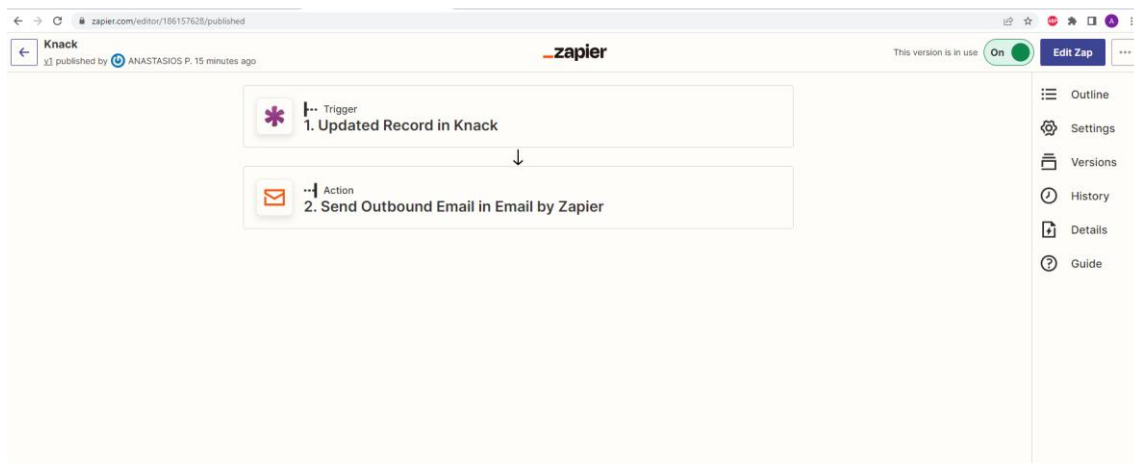 zapier.com/editor/186157628/published
Knack
v1 published by ANASTASIOS P. 15 minutes ago
_zapier
This version is in use
On
Edit Zap
Trigger
1. Updated Record in Knack
Action
2. Send Outbound Email in Email by Zapier
Outline
Settings
Versions
History
Details
Guide